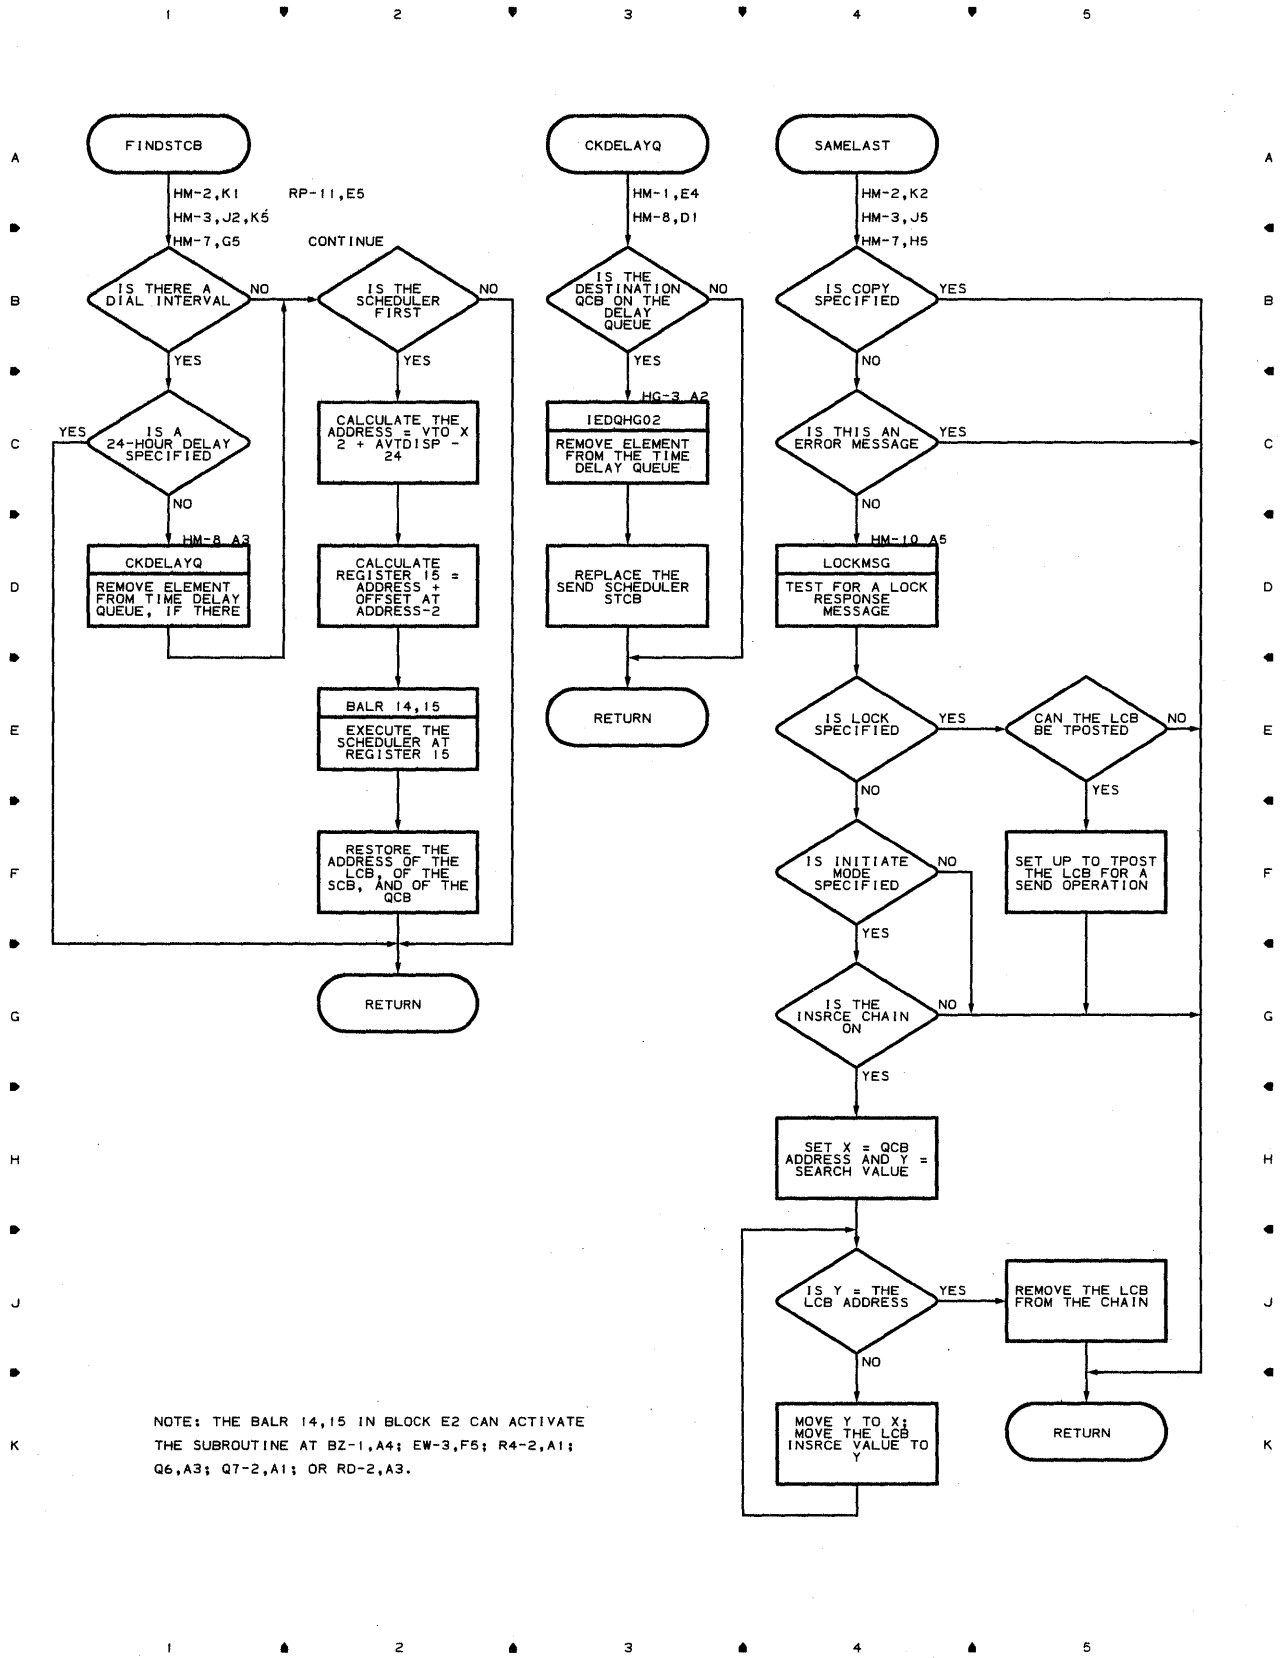 1 2 3 4 5
A A
FINDSTCB
HM-2,K1 RP-11,E5
HM-3,J2,K5
HM-7,G5
B B
IS THERE A
DIAL INTERVAL
NO
YES
C C
IS A
24-HOUR DELAY
SPECIFIED
YES
NO
D D
HM-8 A3
CKDELAYQ
REMOVE ELEMENT
FROM TIME DELAY
QUEUE, IF THERE
CONTINUE
IS THE
SCHEDULER
FIRST
NO
YES
CALCULATE THE
ADDRESS = VTO X
2 + AVTDISP -
24
CALCULATE
REGISTER 15 =
ADDRESS +
OFFSET AT
ADDRESS-2
E E
BALR 14,15
EXECUTE THE
SCHEDULER AT
REGISTER 15
F F
RESTORE THE
ADDRESS OF THE
LCB, OF THE
SCB, AND OF THE
QCB
G G
RETURN
CKDELAYQ
HM-1,E4
HM-8,D1
IS THE
DESTINATION
QCB ON THE
DELAY
QUEUE
NO
YES
HG-3 A2
IEDQHG02
REMOVE ELEMENT
FROM THE TIME
DELAY QUEUE
REPLACE THE
SEND SCHEDULER
STCB
RETURN
SAMELAST
HM-2,K2
HM-3,J5
HM-7,H5
IS COPY
SPECIFIED
YES
NO
IS THIS AN
ERROR MESSAGE
YES
NO
HM-10 A5
LOCKMSG
TEST FOR A LOCK
RESPONSE
MESSAGE
IS LOCK
SPECIFIED
YES
NO
CAN THE LCB
BE TPOSTED
NO
YES
SET UP TO TPOST
THE LCB FOR A
SEND OPERATION
IS INITIATE
MODE
SPECIFIED
NO
YES
IS THE
INSRCE CHAIN
ON
NO
YES
H H
SET X = QCB
ADDRESS AND Y =
SEARCH VALUE
J J
IS Y = THE
LCB ADDRESS
YES
NO
REMOVE THE LCB
FROM THE CHAIN
K K
MOVE Y TO X;
MOVE THE LCB
INSRCE VALUE TO
Y
RETURN
NOTE: THE BALR 14,15 IN BLOCK E2 CAN ACTIVATE
THE SUBROUTINE AT BZ-1,A4; EW-3,F5; R4-2,A1;
Q6,A3; Q7-2,A1; OR RD-2,A3.
1 2 3 4 5